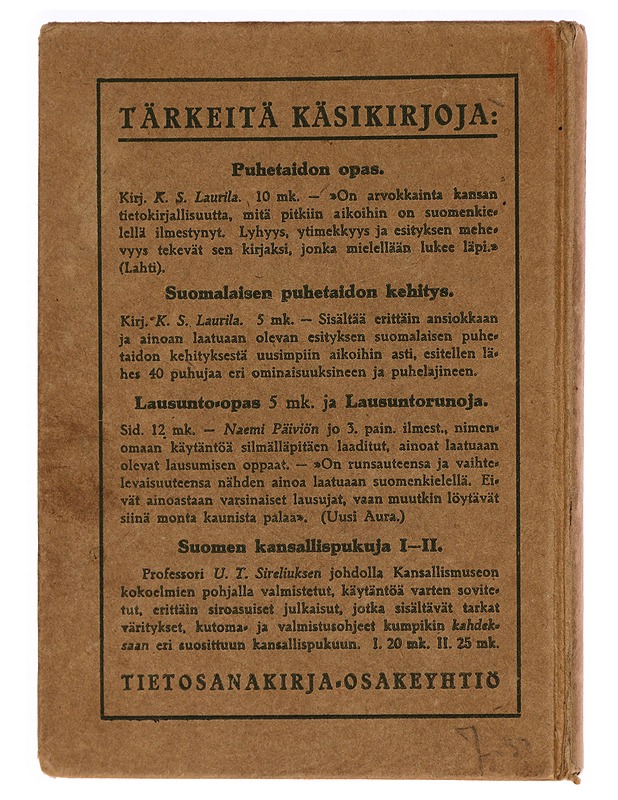 TÄRKEITÄ KÄSIKIRJOJA:
Puhetaidon opas.
Kirj. K. S. Laurila. 10 mk. — »On arvokkainta kansan
tietokirjallisuutta, mitä pitkiin aikoihin on suomenkie-
lellä ilmestynyt. Lyhyys, ytimekkyys ja esityksen mehe-
vyys tekevät sen kirjaksi, jonka mielellään lukee läpi.»
(Lahti).
Suomalaisen puhetaidon kehitys.
Kirj. K. S. Laurila. 5 mk. — Sisältää erittäin ansiokkaan
ja ainoan laatuaan olevan esityksen suomalaisen puhe-
taidon kehityksestä uusimpiin aikoihin asti, esitellen lä-
hes 40 puhujaa eri ominaisuuksineen ja puhelajineen.
Lausunto-opas 5 mk. ja Lausuntorunoja.
Sid. 12 mk. — Naemi Päiviön jo 3. pain. ilmest., nimen-
omaan käytäntöä silmälläpitäen laaditut, ainoat laatuaan
olevat lausumisen oppaat. — »On runsauteensa ja vaihte-
levaisuuteensa nähden ainoa laatuaan suomenkielellä. Ei-
vät ainoastaan varsinaiset lausujat, vaan muutkin löytävät
siinä monta kaunista palaa». (Uusi Aura.)
Suomen kansallispukuja I—II.
Professori U. T. Sireliuksen johdolla Kansallismuseon
kokoelmien pohjalla valmistetut, käytäntöä varten sovite-
tut, erittäin siroasuiset julkaisut, jotka sisältävät tarkat
väritykset, kutoma- ja valmistusohjeet kumpikin kahdek-
saan eri suosittuun kansallispukuun. I. 20 mk. II. 25 mk.
TIETOSANAKIRJA-OSAKEYHTIÖ